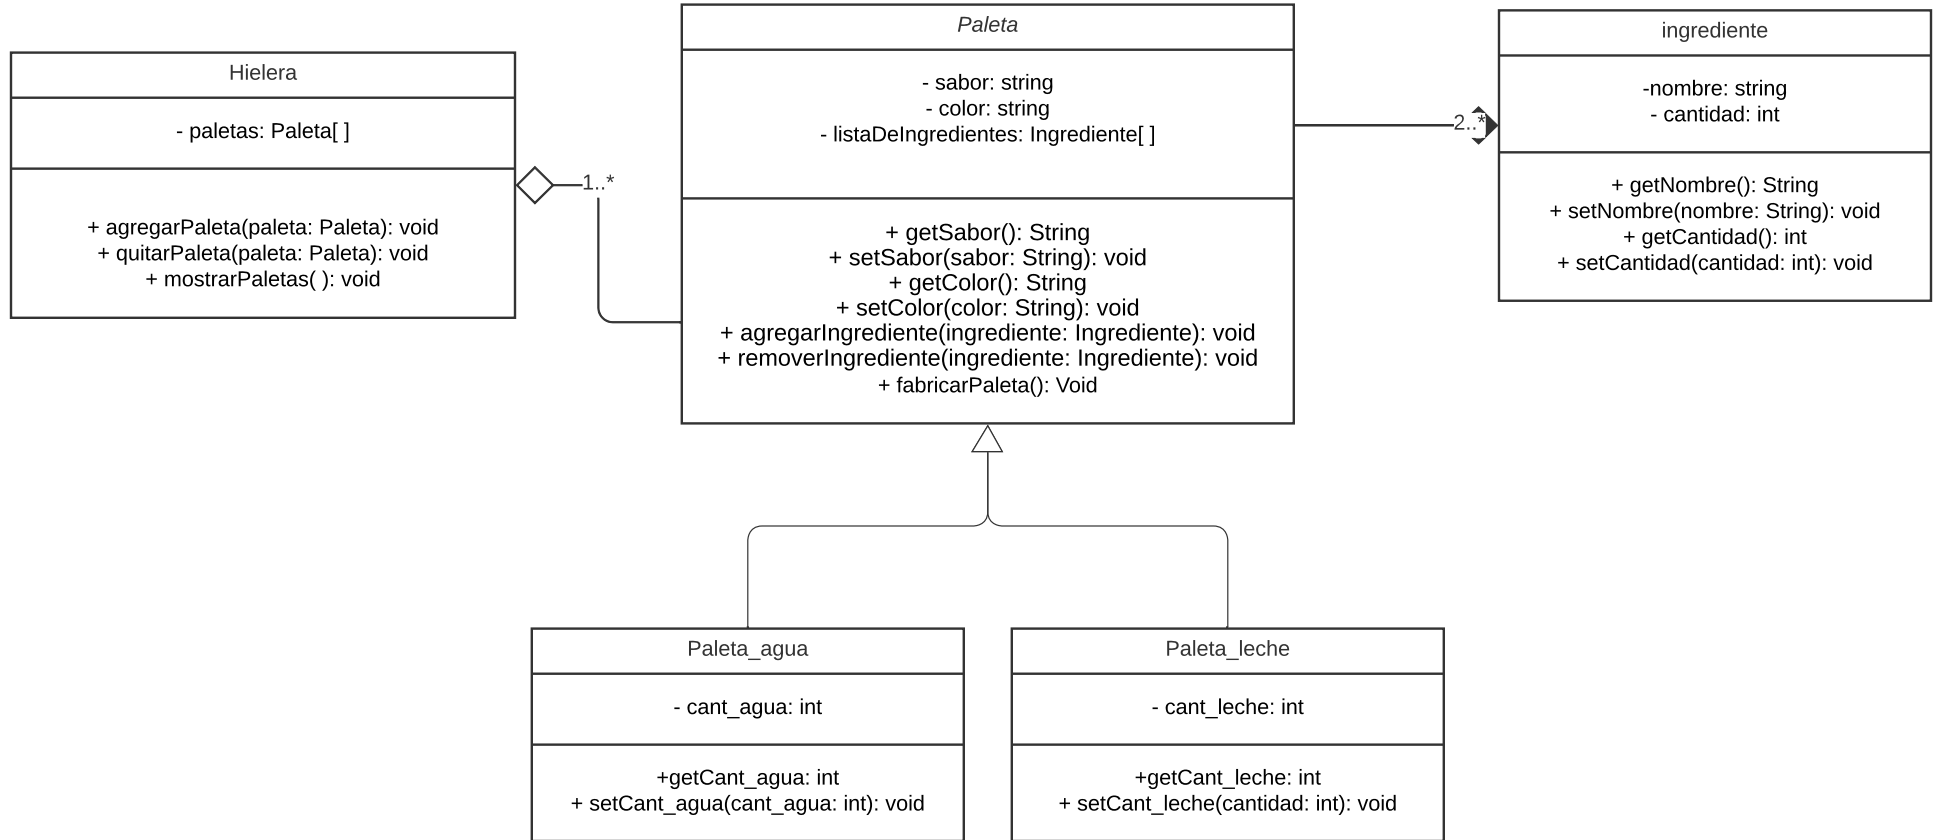 Hielera
- paletas: Paleta[ ]
+ agregarPaleta(paleta: Paleta): void
+ quitarPaleta(paleta: Paleta): void
+ mostrarPaletas( ): void
1..*
Paleta
- sabor: string
- color: string
- listaDeIngredientes: Ingrediente[ ]
+ getSabor(): String
+ setSabor(sabor: String): void
+ getColor(): String
+ setColor(color: String): void
+ agregarIngrediente(ingrediente: Ingrediente): void
+ removerIngrediente(ingrediente: Ingrediente): void
+ fabricarPaleta(): Void
2..*
ingrediente
-nombre: string
- cantidad: int
+ getNombre(): String
+ setNombre(nombre: String): void
+ getCantidad(): int
+ setCantidad(cantidad: int): void
Paleta_agua
- cant_agua: int
+getCant_agua: int
+ setCant_agua(cant_agua: int): void
Paleta_leche
- cant_leche: int
+getCant_leche: int
+ setCant_leche(cantidad: int): void